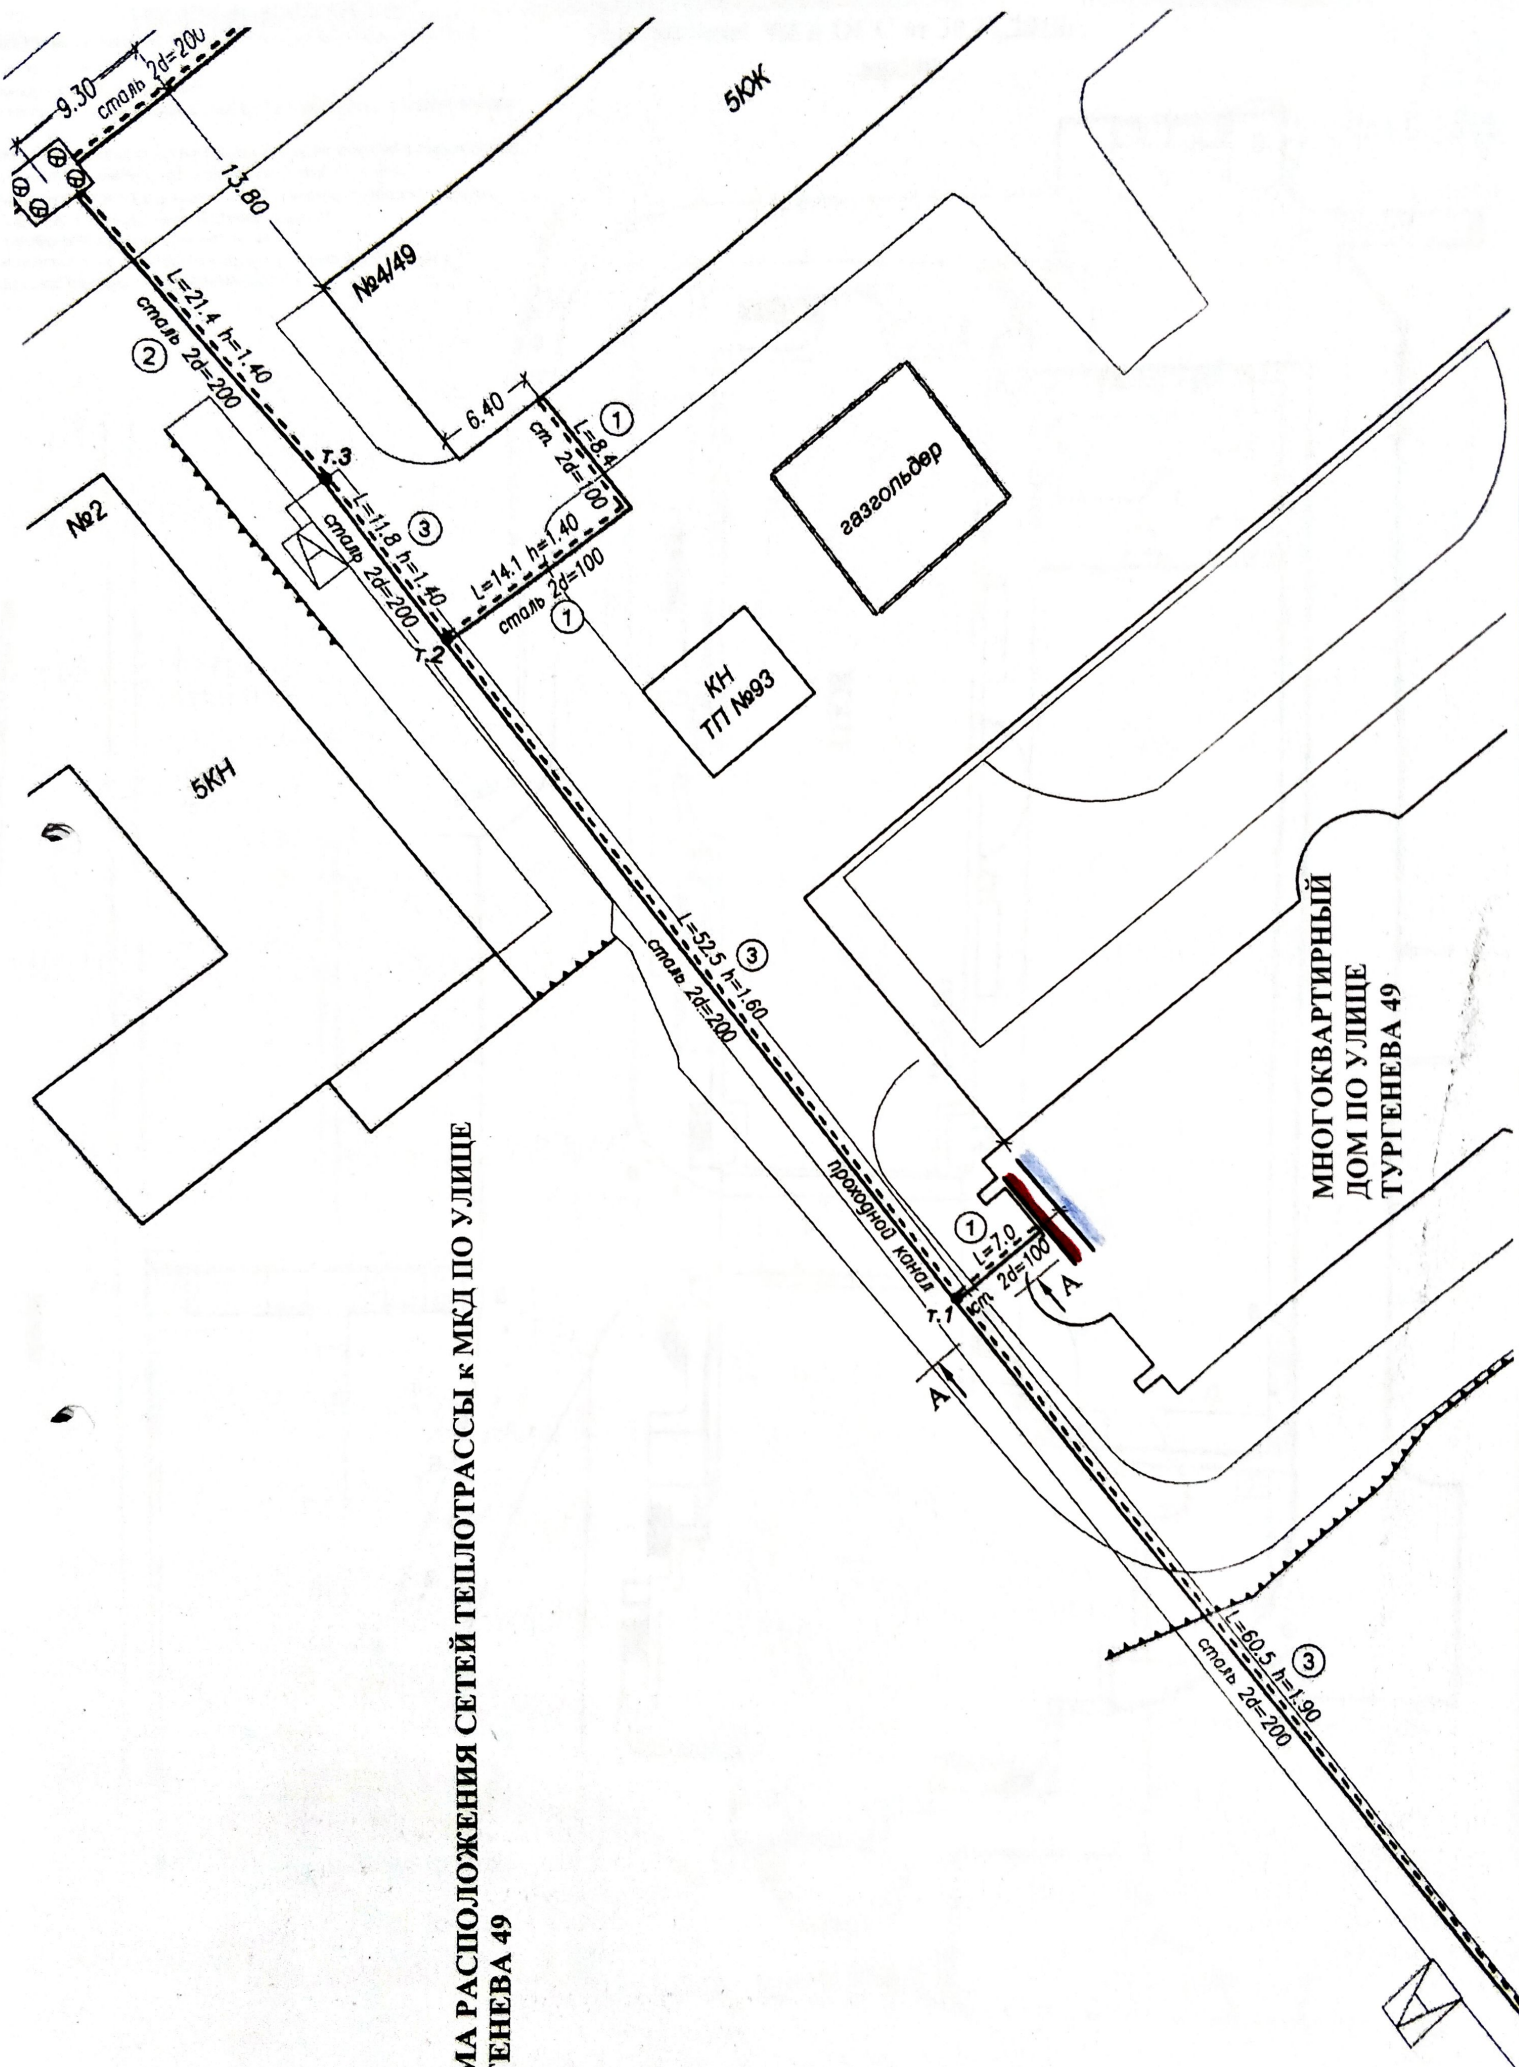 9.30
сталь 2d=200
13.80
5КЖ
№4/49
L=21.4 h=1.40
сталь 2d=200
2
6.40
1
L=8.4
ст. 2d=100
т.3
№2
L=11.8 h=1.40
3
сталь 2d=200
газгольдер
L=14.1 h=1.40
сталь 2d=100
1
т.2
КН
ТП №93
5КН
L=52.5 h=1.60
3
сталь 2d=200
МНОГОКВАРТИРНЫЙ
ДОМ ПО УЛИЦЕ
ТУРГЕНЕВА 49
проходной канал
1
L=7.0
ст. 2d=100
т.1
А
А
МА РАСПОЛОЖЕНИЯ СЕТЕЙ ТЕПЛОТРАССЫ к МКД ПО УЛИЦЕ
ГЕНЕВА 49
L=60.5 h=1.90
3
сталь 2d=200